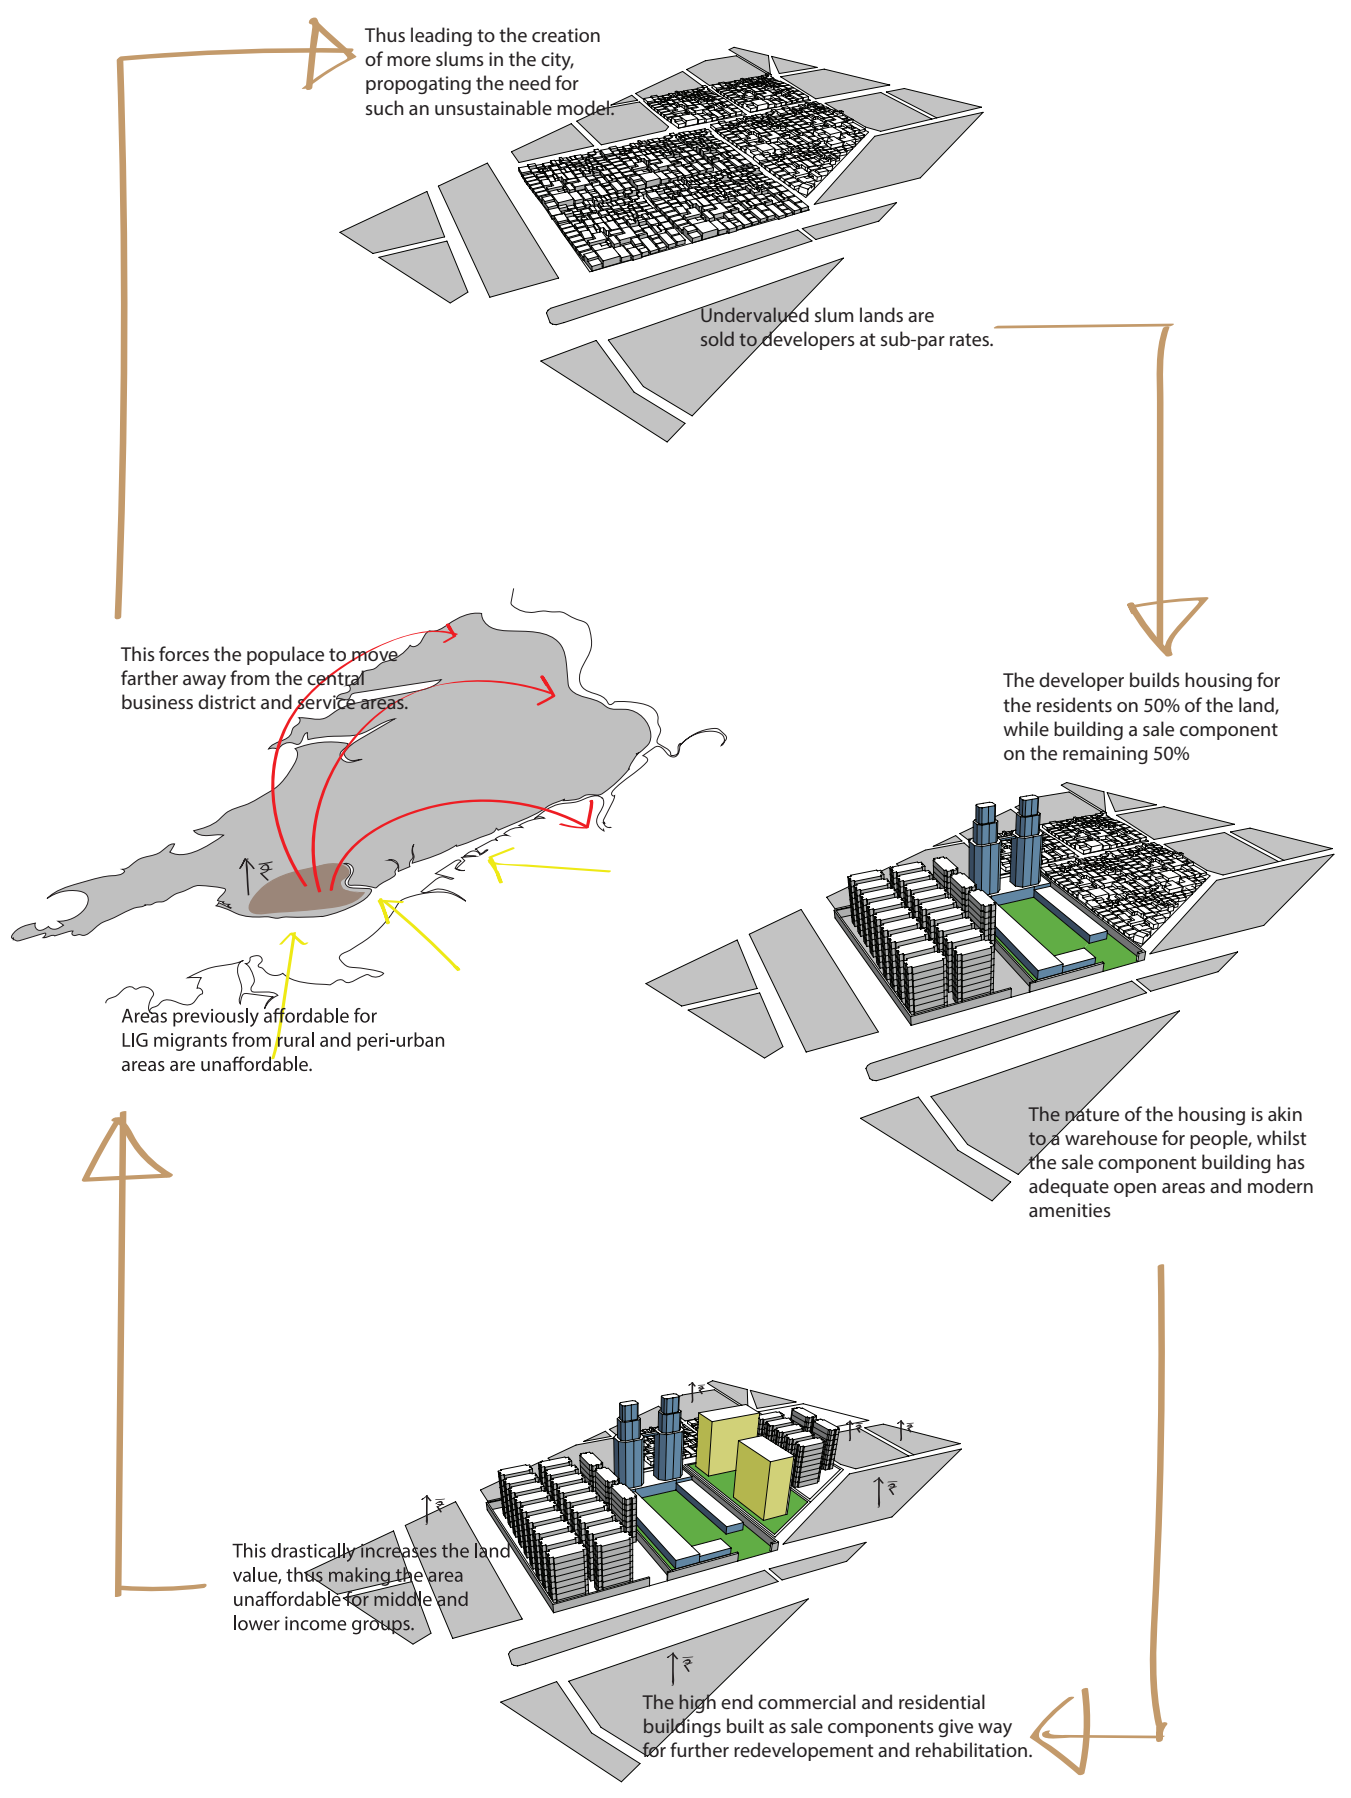 Thus leading to the creation
of more slums in the city,
propogating the need for
such an unsustainable model.
Undervalued slum lands are
sold to developers at sub-par rates.
The developer builds housing for
the residents on 50% of the land,
while building a sale component
on the remaining 50%
The nature of the housing is akin
to a warehouse for people, whilst
the sale component building has
adequate open areas and modern
amenities
The high end commercial and residential
buildings built as sale components give way
for further redevelopement and rehabilitation.
This drastically increases the land
value, thus making the area
unaffordable for middle and
lower income groups.
Areas previously affordable for
LIG migrants from rural and peri-urban
areas are unaffordable.
This forces the populace to move
farther away from the central
business district and service areas.
₹
₹
₹
₹
₹
₹
₹